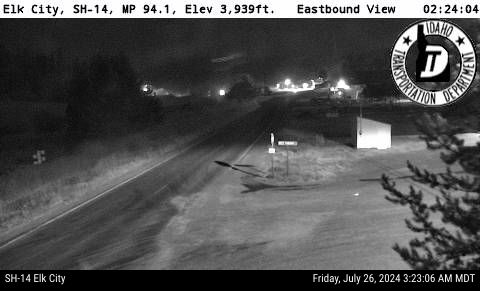 Elk City, SH-14, MP 94.1, Elev 3,939ft. Eastbound View 02:24:04
IDAHO
TRANSPORTATION DEPARTMENT
SH-14 Elk City Friday, July 26, 2024 3:23:06 AM MDT